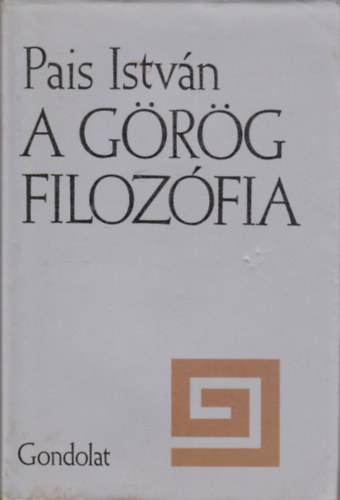 Pais István
A GÖRÖG
FILOZÓFIA
Gondolat